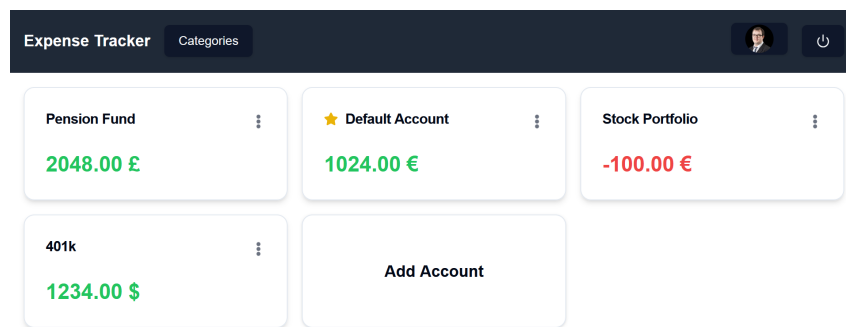 Expense Tracker Categories
Pension Fund
2048.00 £
Default Account
1024.00 €
Stock Portfolio
-100.00 €
401k
1234.00 $
Add Account